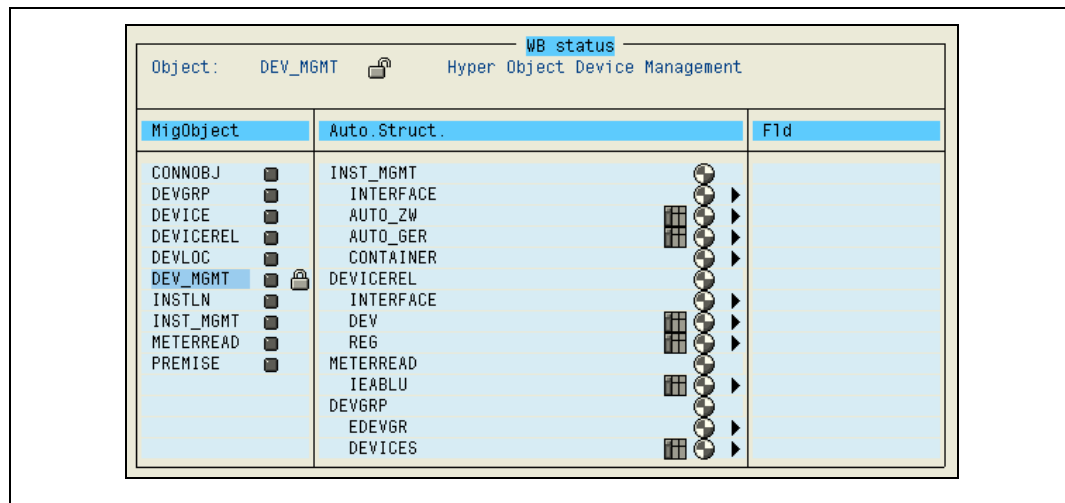 WB status
Object: DEV_MGMT Hyper Object Device Management
MigObject Auto.Struct. Fld
CONNOBJ INST_MGMT
DEVGRP INTERFACE
DEVICE AUTO_ZW
DEVICEREL AUTO_GER
DEVLOC CONTAINER
DEV_MGMT DEVICEREL
INSTLN INTERFACE
INST_MGMT DEV
METERREAD REG
PREMISE METERREAD
IEABLU
DEVGRP
EDEVGR
DEVICES